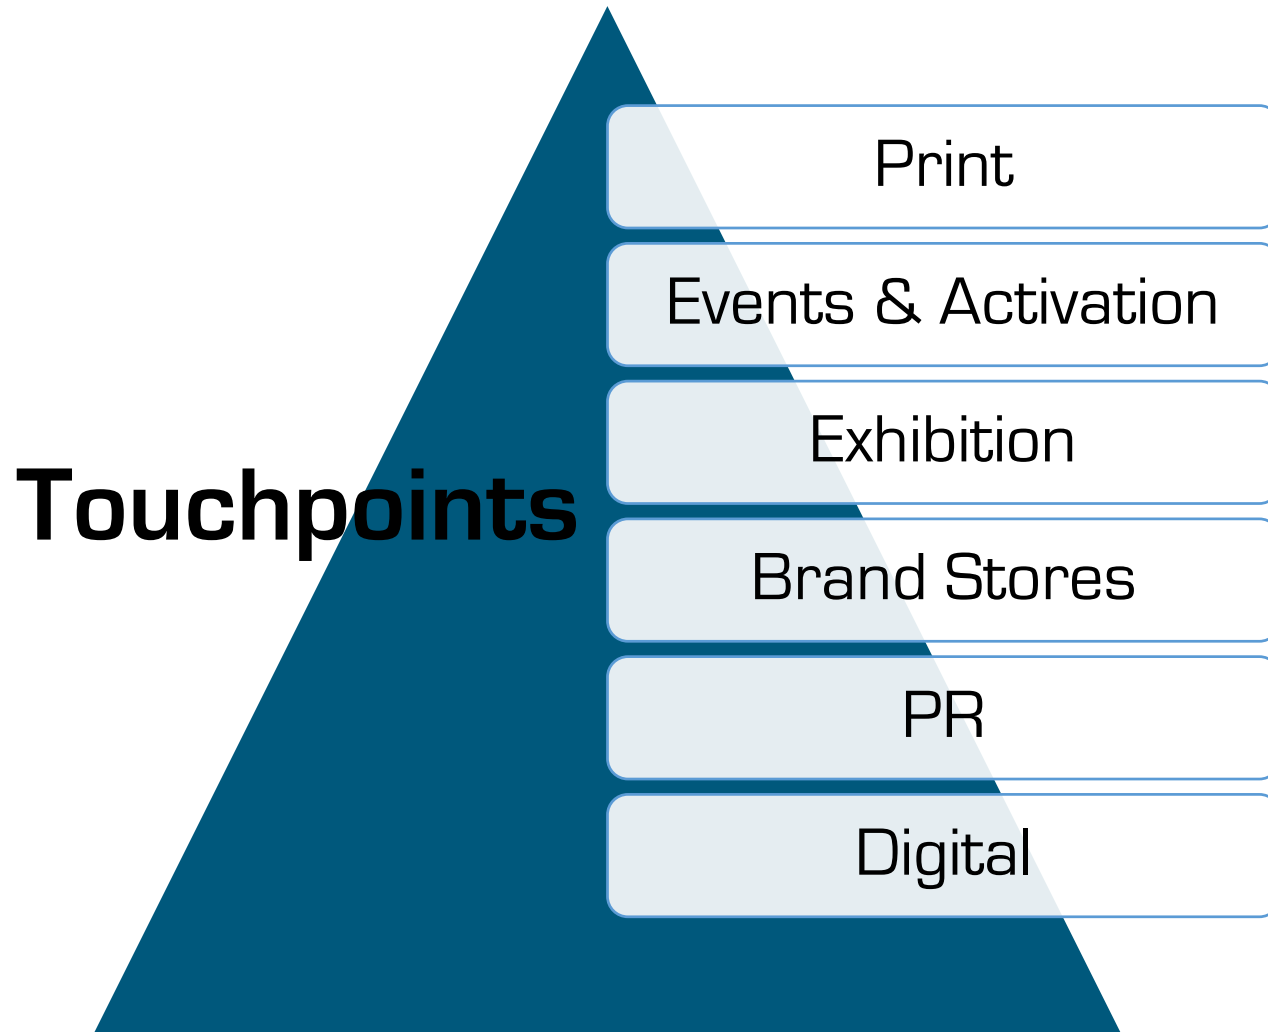 Print
Events & Activation
Exhibition
Touchpoints
Brand Stores
PR
Digital